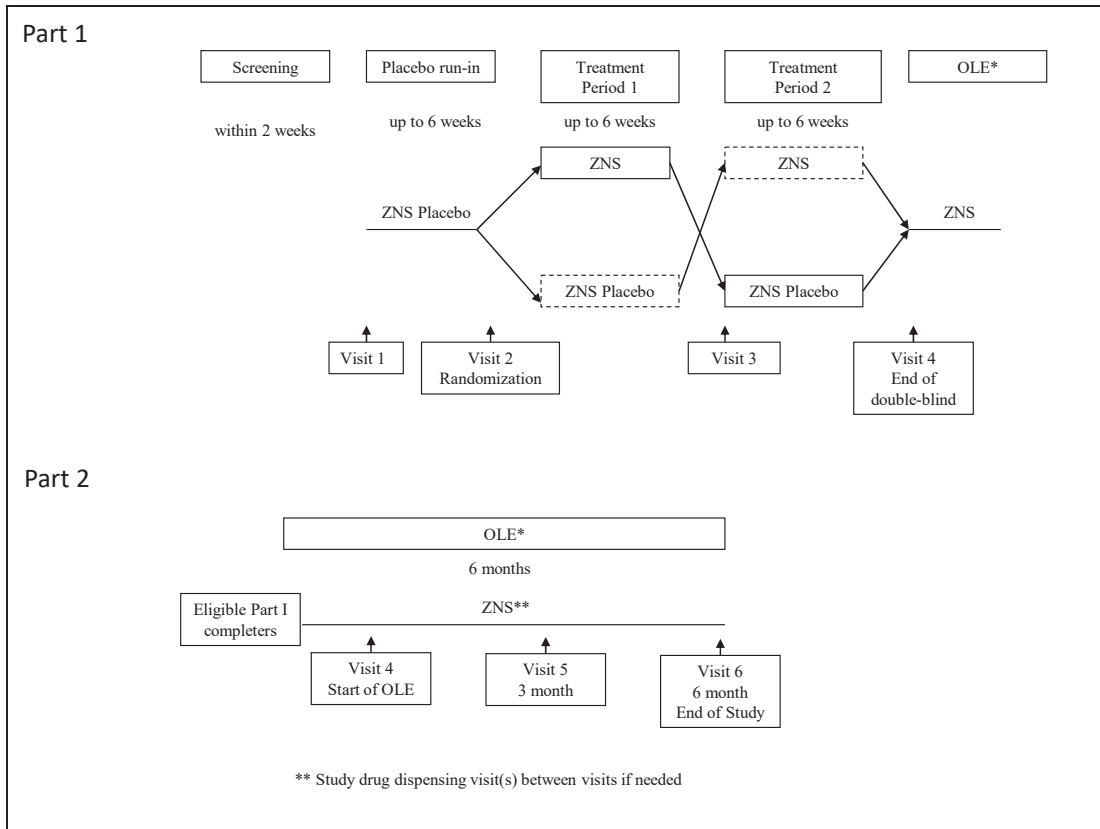 Part 1
Screening
Placebo run-in
Treatment
Period 1
Treatment
Period 2
OLE*
within 2 weeks
up to 6 weeks
up to 6 weeks
up to 6 weeks
ZNS
ZNS
ZNS Placebo
ZNS
ZNS Placebo
ZNS Placebo
Visit 1
Visit 2
Randomization
Visit 3
Visit 4
End of
double-blind
Part 2
OLE*
6 months
Eligible Part I
completers
ZNS**
Visit 4
Start of OLE
Visit 5
3 month
Visit 6
6 month
End of Study
** Study drug dispensing visit(s) between visits if needed